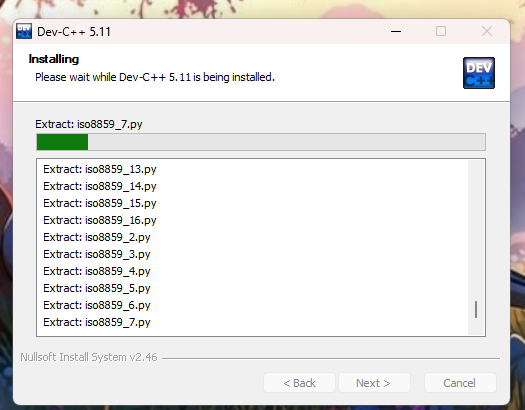 Dev-C++ 5.11
Installing
Please wait while Dev-C++ 5.11 is being installed.
DEV
C++
Extract: iso8859_7.py
Extract: iso8859_13.py
Extract: iso8859_14.py
Extract: iso8859_15.py
Extract: iso8859_16.py
Extract: iso8859_2.py
Extract: iso8859_3.py
Extract: iso8859_4.py
Extract: iso8859_5.py
Extract: iso8859_6.py
Extract: iso8859_7.py
Nullsoft Install System v2.46
< Back
Next >
Cancel